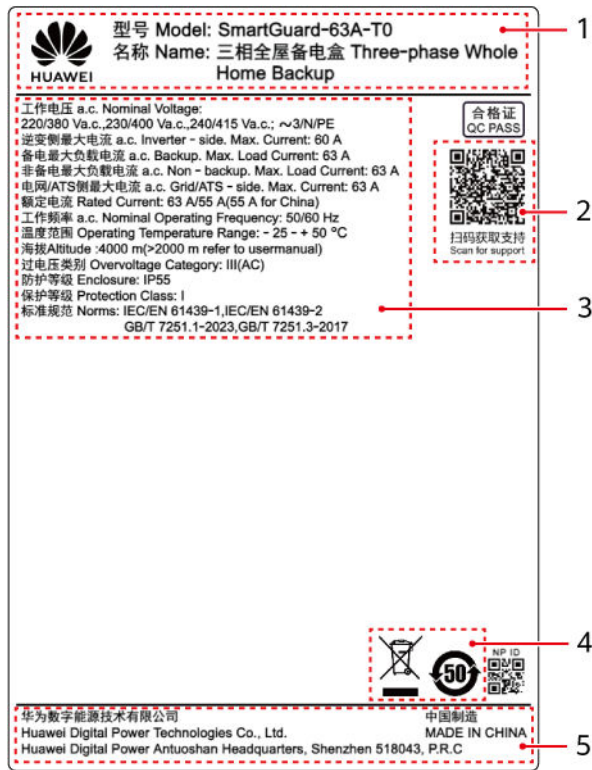 型号 Model: SmartGuard-63A-T0
名称 Name: 三相全屋备电盒 Three-phase Whole
Home Backup
HUAWEI
1
工作电压 a.c. Nominal Voltage:
220/380 Va.c.,230/400 Va.c.,240/415 Va.c.; ～3/N/PE
逆变侧最大电流 a.c. Inverter - side. Max. Current: 60 A
备电最大负载电流 a.c. Backup. Max. Load Current: 63 A
非备电最大负载电流 a.c. Non - backup. Max. Load Current: 63 A
电网/ATS侧最大电流 a.c. Grid/ATS - side. Max. Current: 63 A
额定电流 Rated Current: 63 A/55 A(55 A for China)
工作频率 a.c. Nominal Operating Frequency: 50/60 Hz
温度范围 Operating Temperature Range: - 25 - + 50 °C
海拔Altitude :4000 m(>2000 m refer to usermanual)
过电压类别 Overvoltage Category: III(AC)
防护等级 Enclosure: IP55
保护等级 Protection Class: I
标准规范 Norms: IEC/EN 61439-1,IEC/EN 61439-2
GB/T 7251.1-2023,GB/T 7251.3-2017
合格证
QC PASS
扫码获取支持
Scan for support
2
3
50
NP ID
4
华为数字能源技术有限公司
Huawei Digital Power Technologies Co., Ltd.
Huawei Digital Power Antuoshan Headquarters, Shenzhen 518043, P.R.C
中国制造
MADE IN CHINA
5